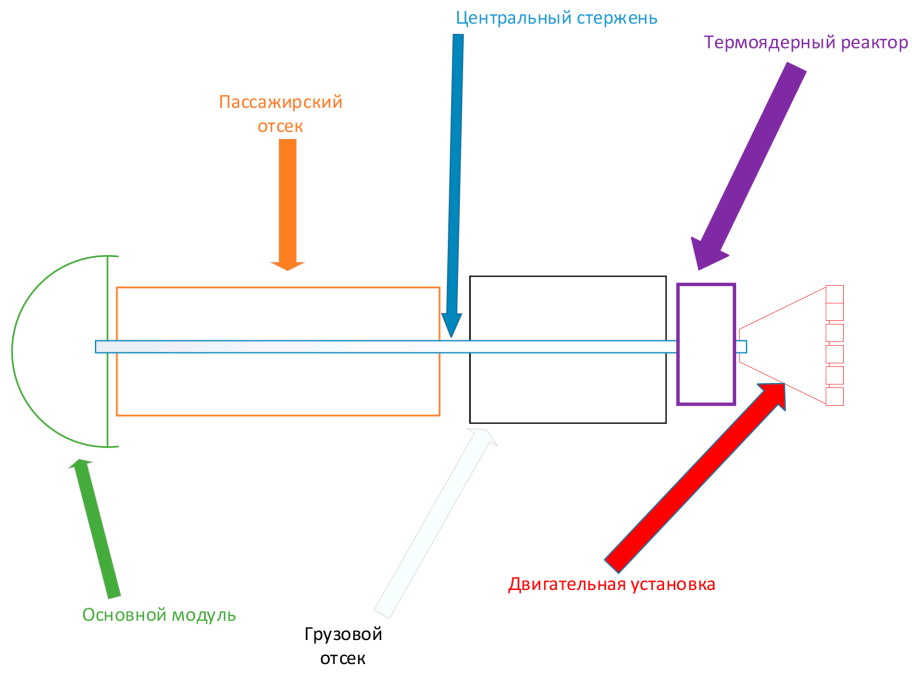 Центральный стержень
Термоядерный реактор
Пассажирский
отсек
Основной модуль
Двигательная установка
Грузовой
отсек